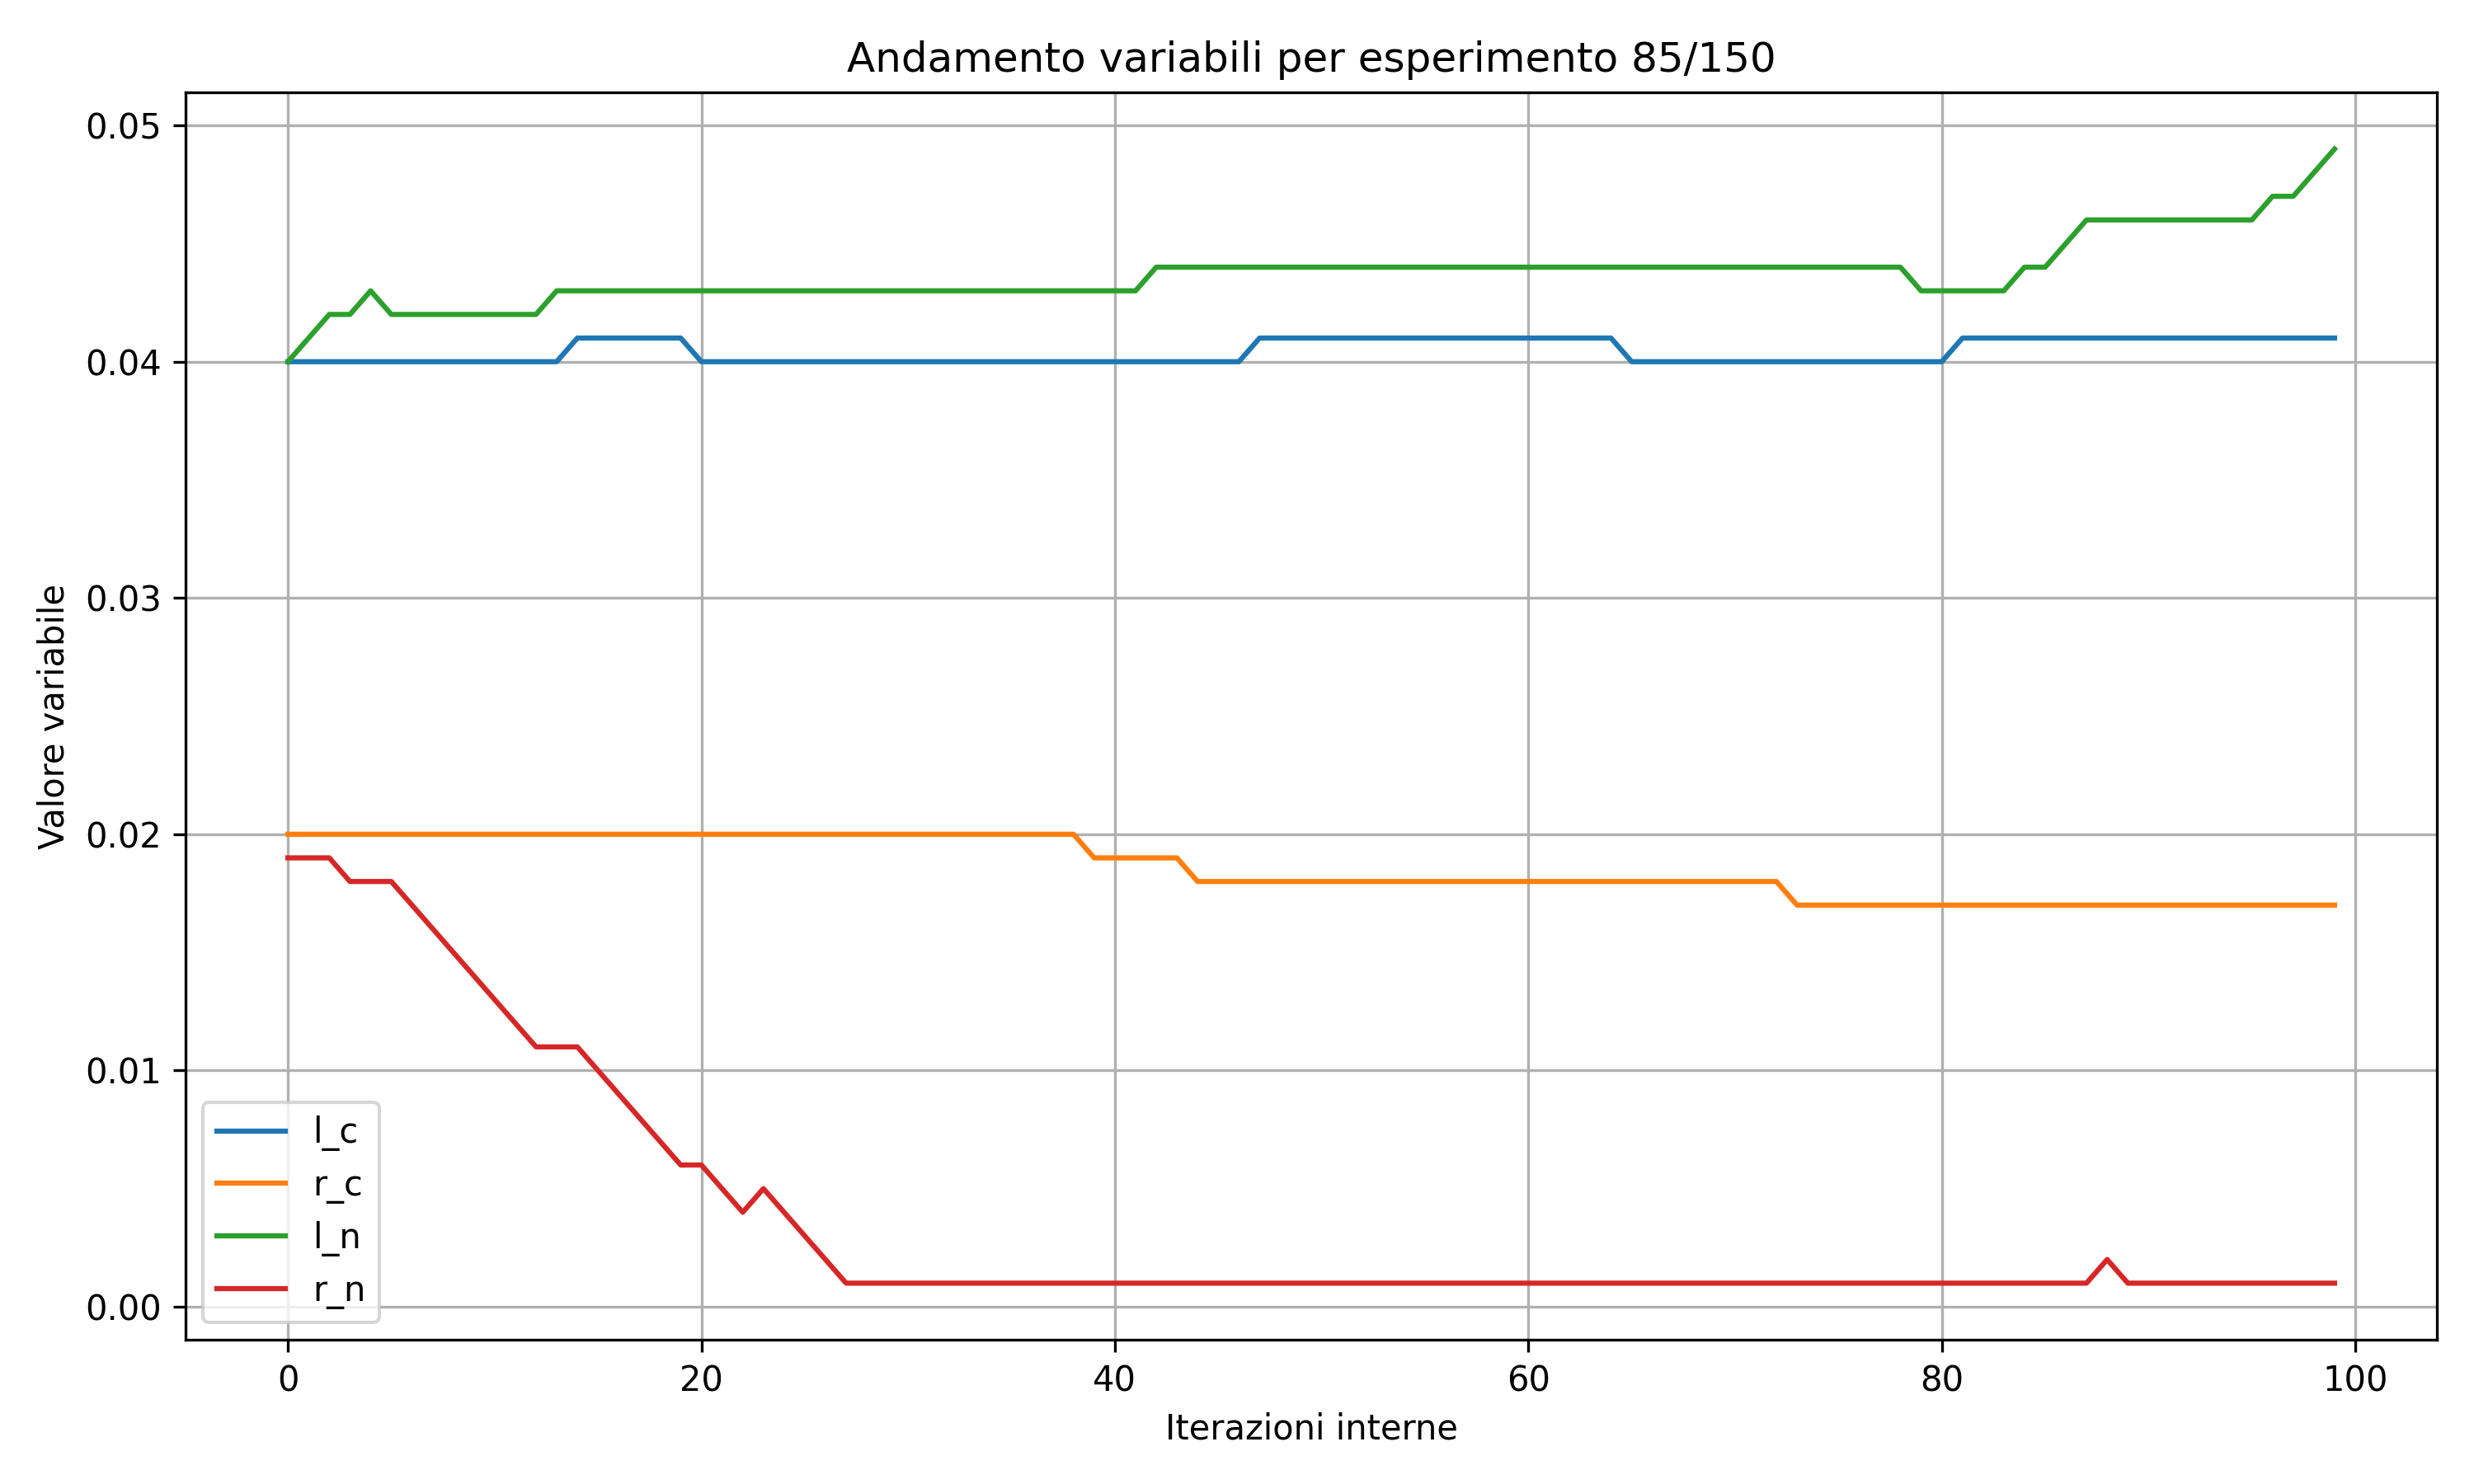 Andamento variabili per esperimento 85/150
Valore variabile
0.05
0.04
0.03
0.02
0.01
0.00
l_c
r_c
l_n
r_n
0 20 40 60 80 100
Iterazioni interne